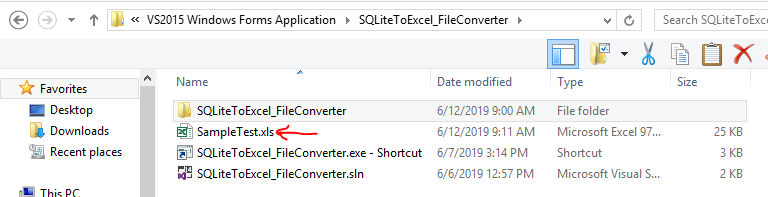 « VS2015 Windows Forms Application › SQLiteToExcel_FileConverter › Search SQLiteToEx
Name Date modified Type Size
Favorites
Desktop
Downloads
Recent places
This PC
SQLiteToExcel_FileConverter 6/12/2019 9:00 AM File folder
SampleTest.xls 6/12/2019 9:11 AM Microsoft Excel 97... 25 KB
SQLiteToExcel_FileConverter.exe - Shortcut 6/7/2019 3:14 PM Shortcut 3 KB
SQLiteToExcel_FileConverter.sln 6/6/2019 12:57 PM Microsoft Visual S... 2 KB